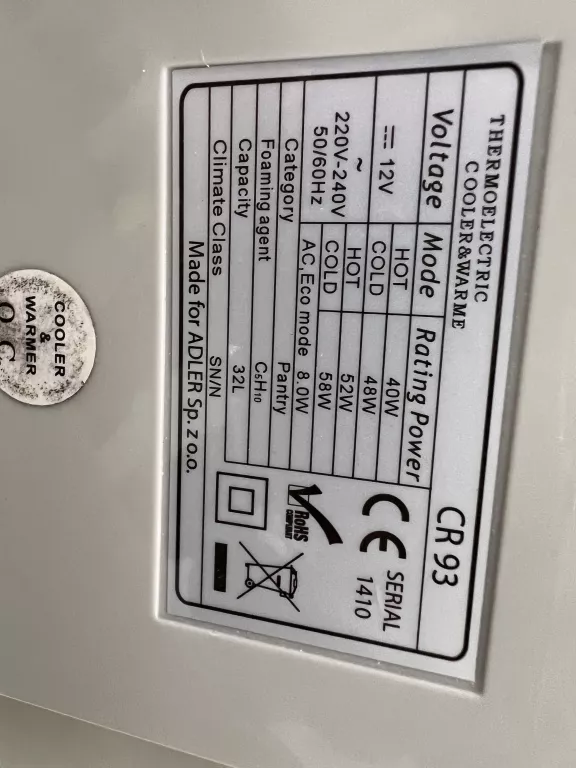 THERMOELECTRIC
COOLER&WARME
CR 93
Voltage Mode Rating Power
⎓ 12V HOT 40W
COLD 48W
220V-240V
~
50/60Hz
HOT 52W
COLD 58W
AC,Eco mode 8.0W
Category Pantry
Foaming agent C5H10
Capacity 32L
Climate Class SN/N
Made for ADLER Sp. z o.o.
CE SERIAL
1410
RoHS
COMPLIANT
COOLER
&
WARMER
Q C